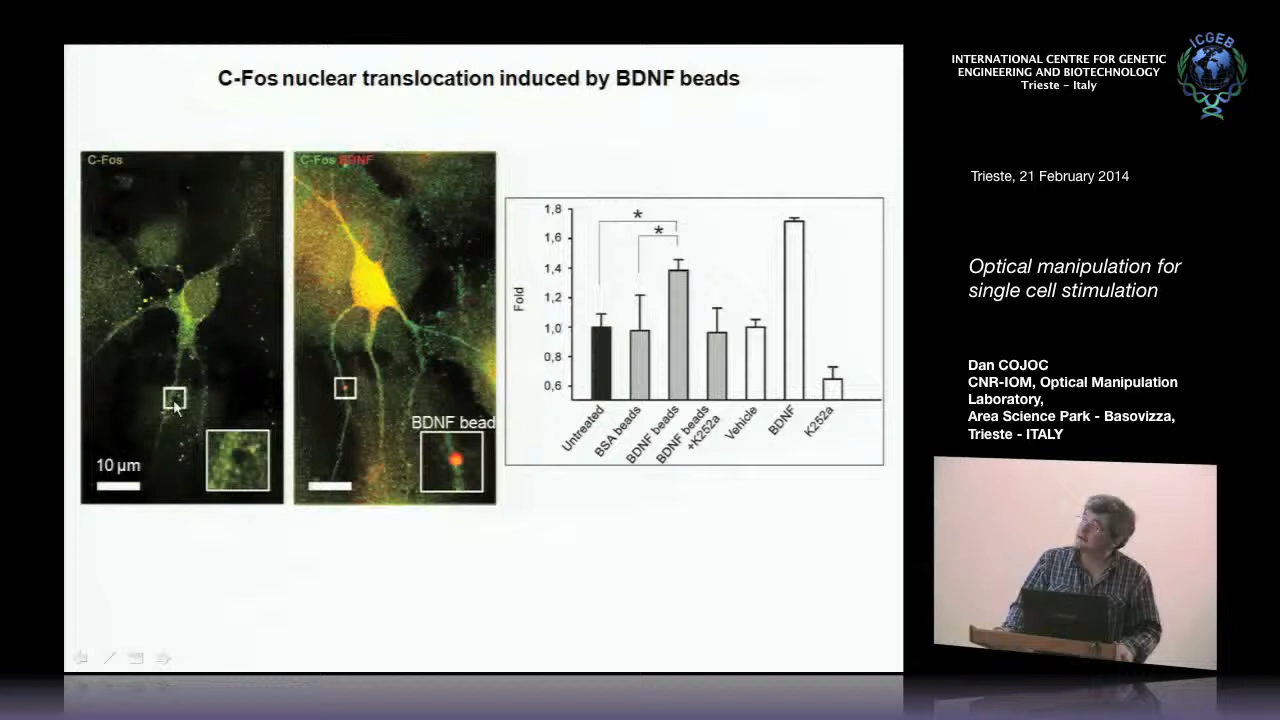 C-Fos nuclear translocation induced by BDNF beads
C-Fos
10 µm
C-Fos BDNF
BDNF bead
Fold
1,8
1,6
1,4
1,2
1,0
0,8
0,6
*
*
Untreated
BSA beads
BDNF beads
BDNF beads
+K252a
Vehicle
BDNF
K252a
INTERNATIONAL CENTRE FOR GENETIC
ENGINEERING AND BIOTECHNOLOGY
Trieste - Italy
ICGEB
Trieste, 21 February 2014
Optical manipulation for
single cell stimulation
Dan COJOC
CNR-IOM, Optical Manipulation
Laboratory,
Area Science Park - Basovizza,
Trieste - ITALY